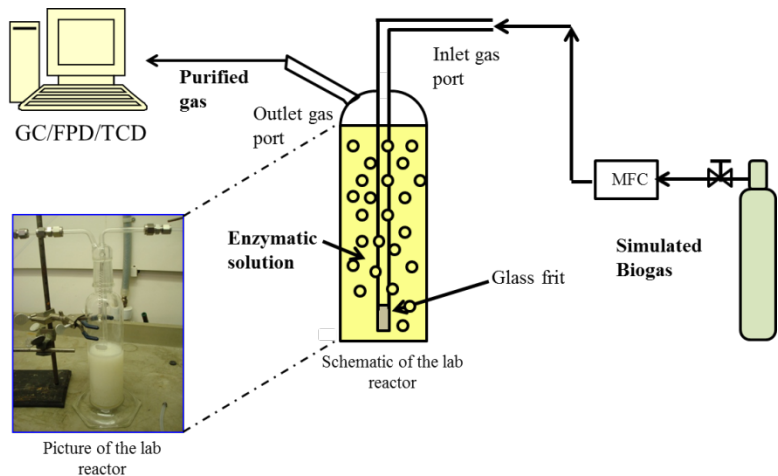 Purified
gas
GC/FPD/TCD
Outlet gas
port
Inlet gas
port
MFC
Simulated
Biogas
Enzymatic
solution
Glass frit
Schematic of the lab
reactor
Picture of the lab
reactor